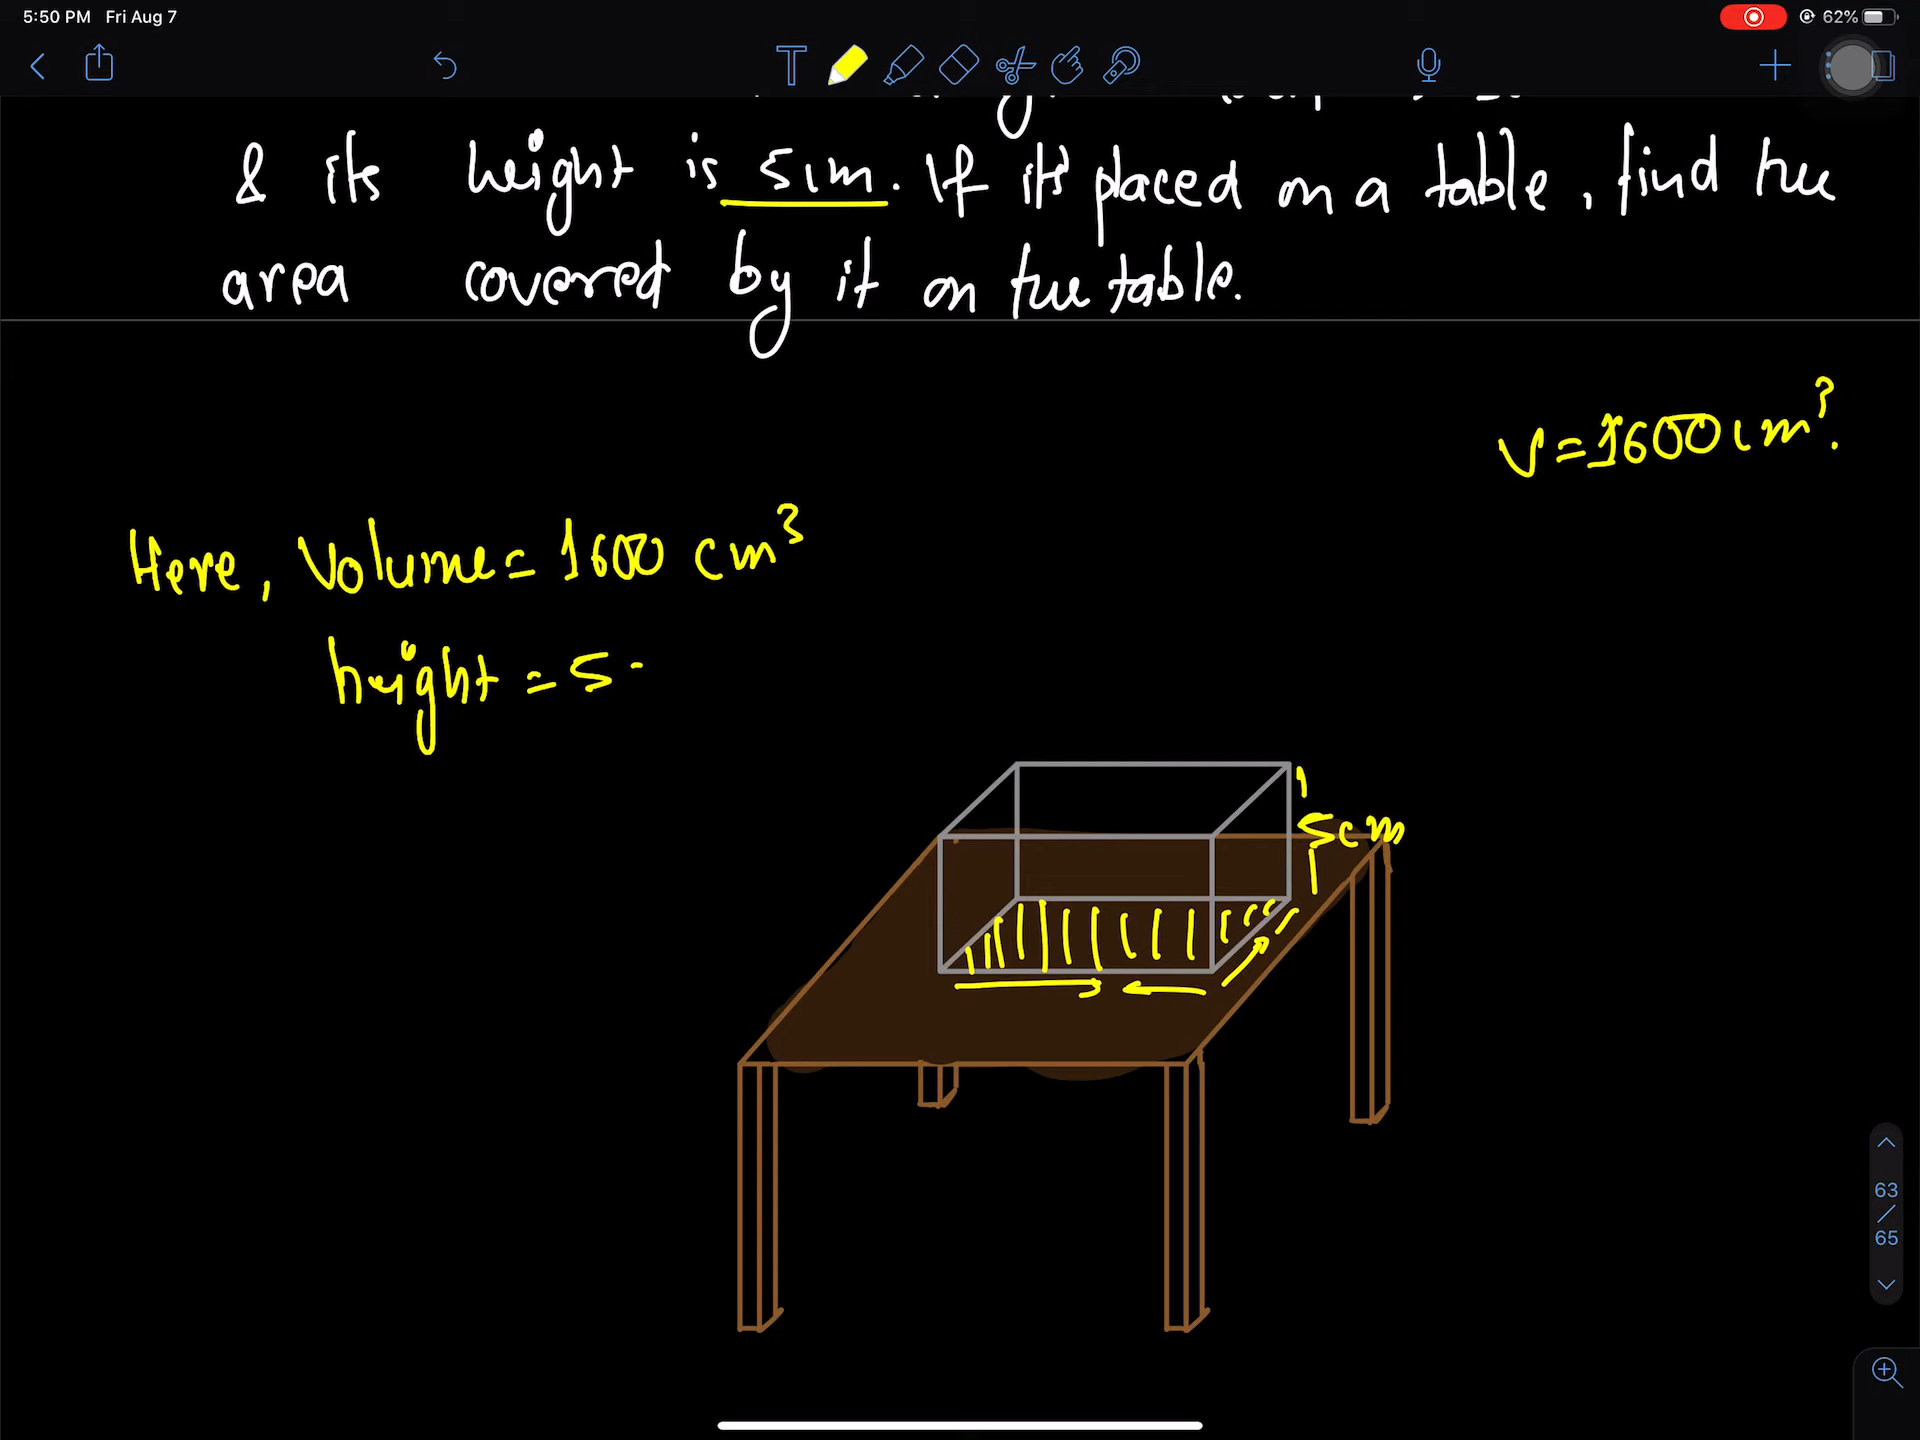 5:50 PM Fri Aug 7
62%
& its height is 5cm. If it's placed on a table, find the
area covered by it on the table.
V=1600cm³.
Here, Volume = 1600 cm³
height = 5
5cm
63
/
65